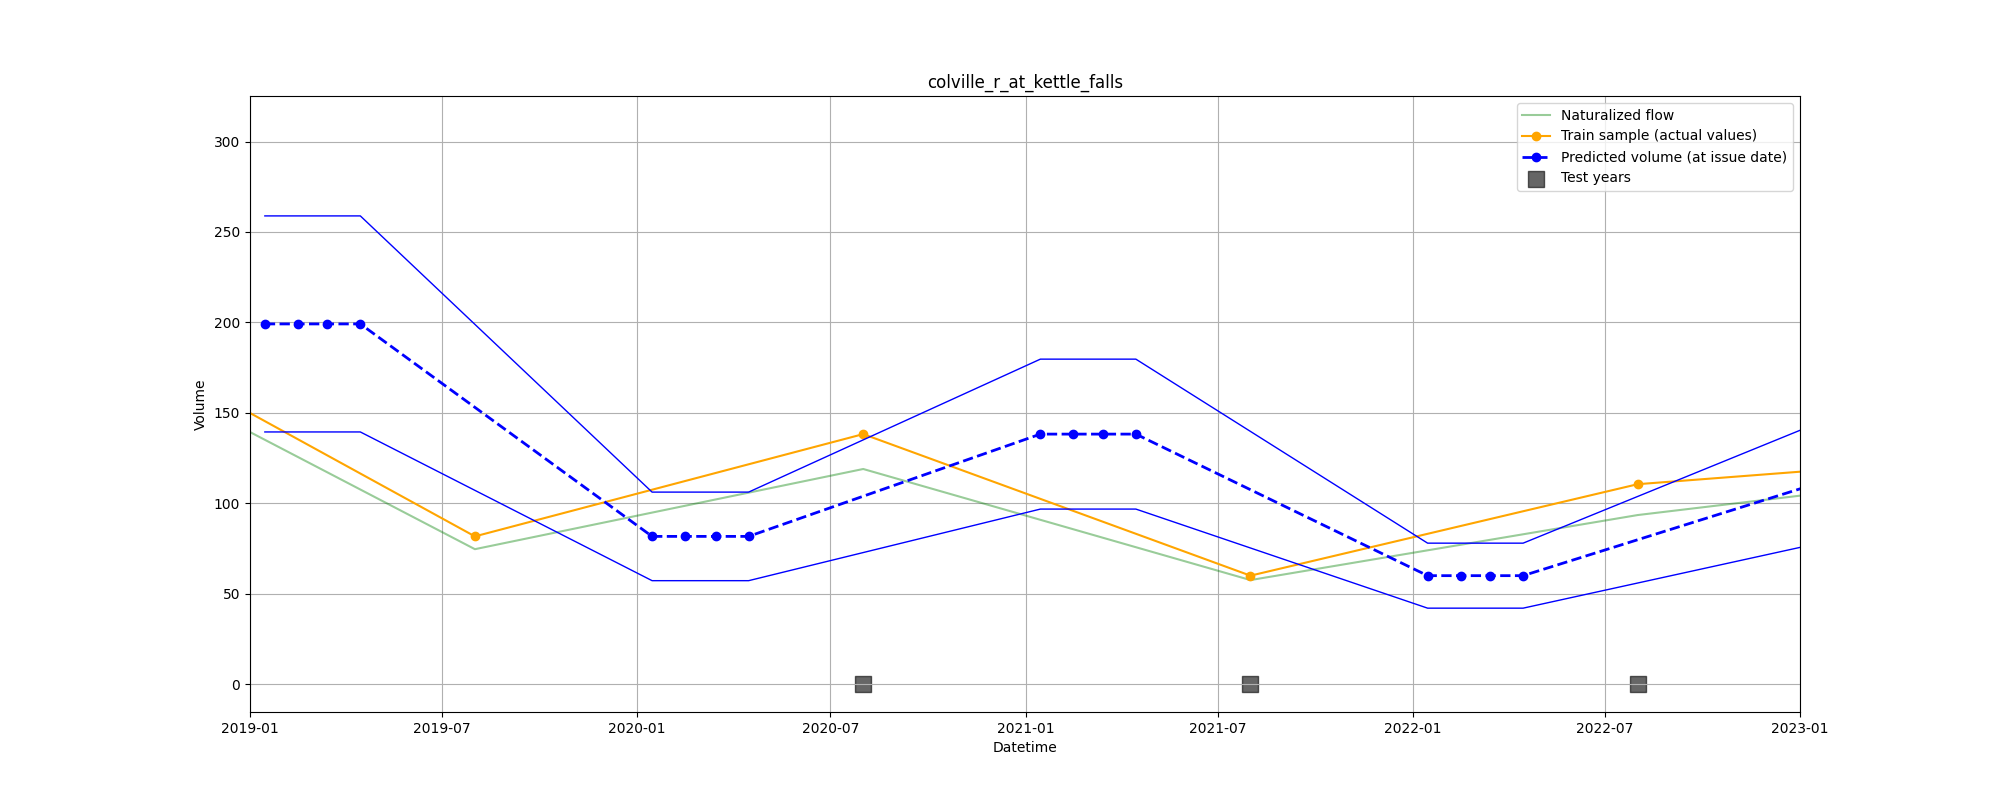 colville_r_at_kettle_falls
Naturalized flow
Train sample (actual values)
Predicted volume (at issue date)
Test years
300
250
200
150
100
50
0
Volume
2019-01 2019-07 2020-01 2020-07 2021-01 2021-07 2022-01 2022-07 2023-01
Datetime